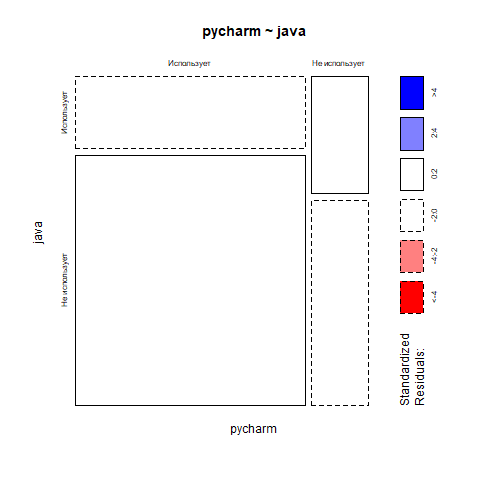 pycharm ~ java
Использует
Не использует
Использует
Не использует
java
pycharm
>4
2:4
0:2
-2:0
-4:-2
<-4
Standardized
Residuals: